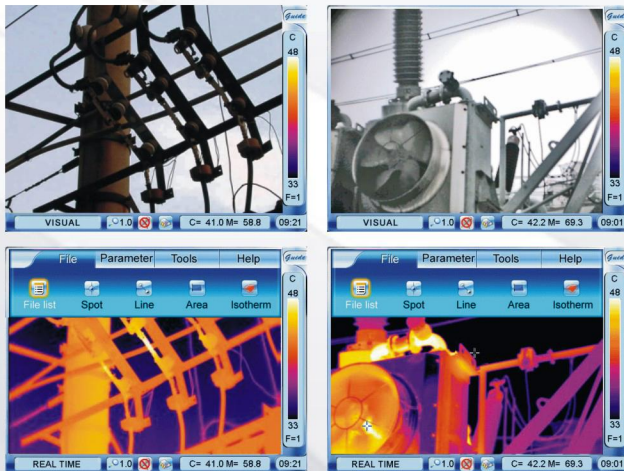 Guide
C
48
33
F=1
VISUAL 1.0 C= 41.0 M= 58.8 09:21
Guide
C
48
33
F=1
VISUAL 1.0 C= 42.2 M= 69.3 09:01
File Parameter Tools Help
File list Spot Line Area Isotherm
Guide
C
48
33
F=1
REAL TIME 1.0 C= 41.0 M= 58.8 09:21
File Parameter Tools Help
File list Spot Line Area Isotherm
Guide
C
48
33
F=1
REAL TIME 1.0 C= 42.2 M= 69.3 09:01